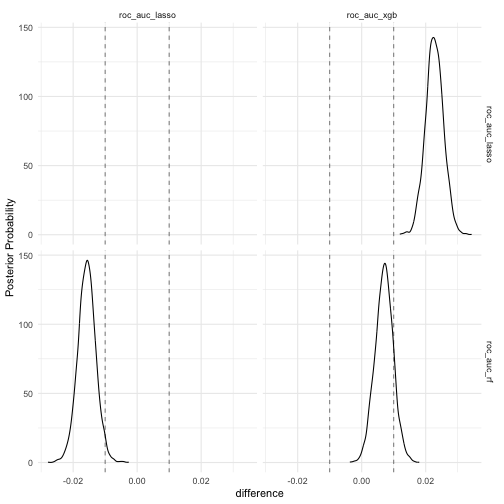 roc_auc_lasso
roc_auc_xgb
150
100
50
0
roc_auc_lasso
Posterior Probability
150
100
50
0
roc_auc_rf
-0.02
0.00
0.02
-0.02
0.00
0.02
difference